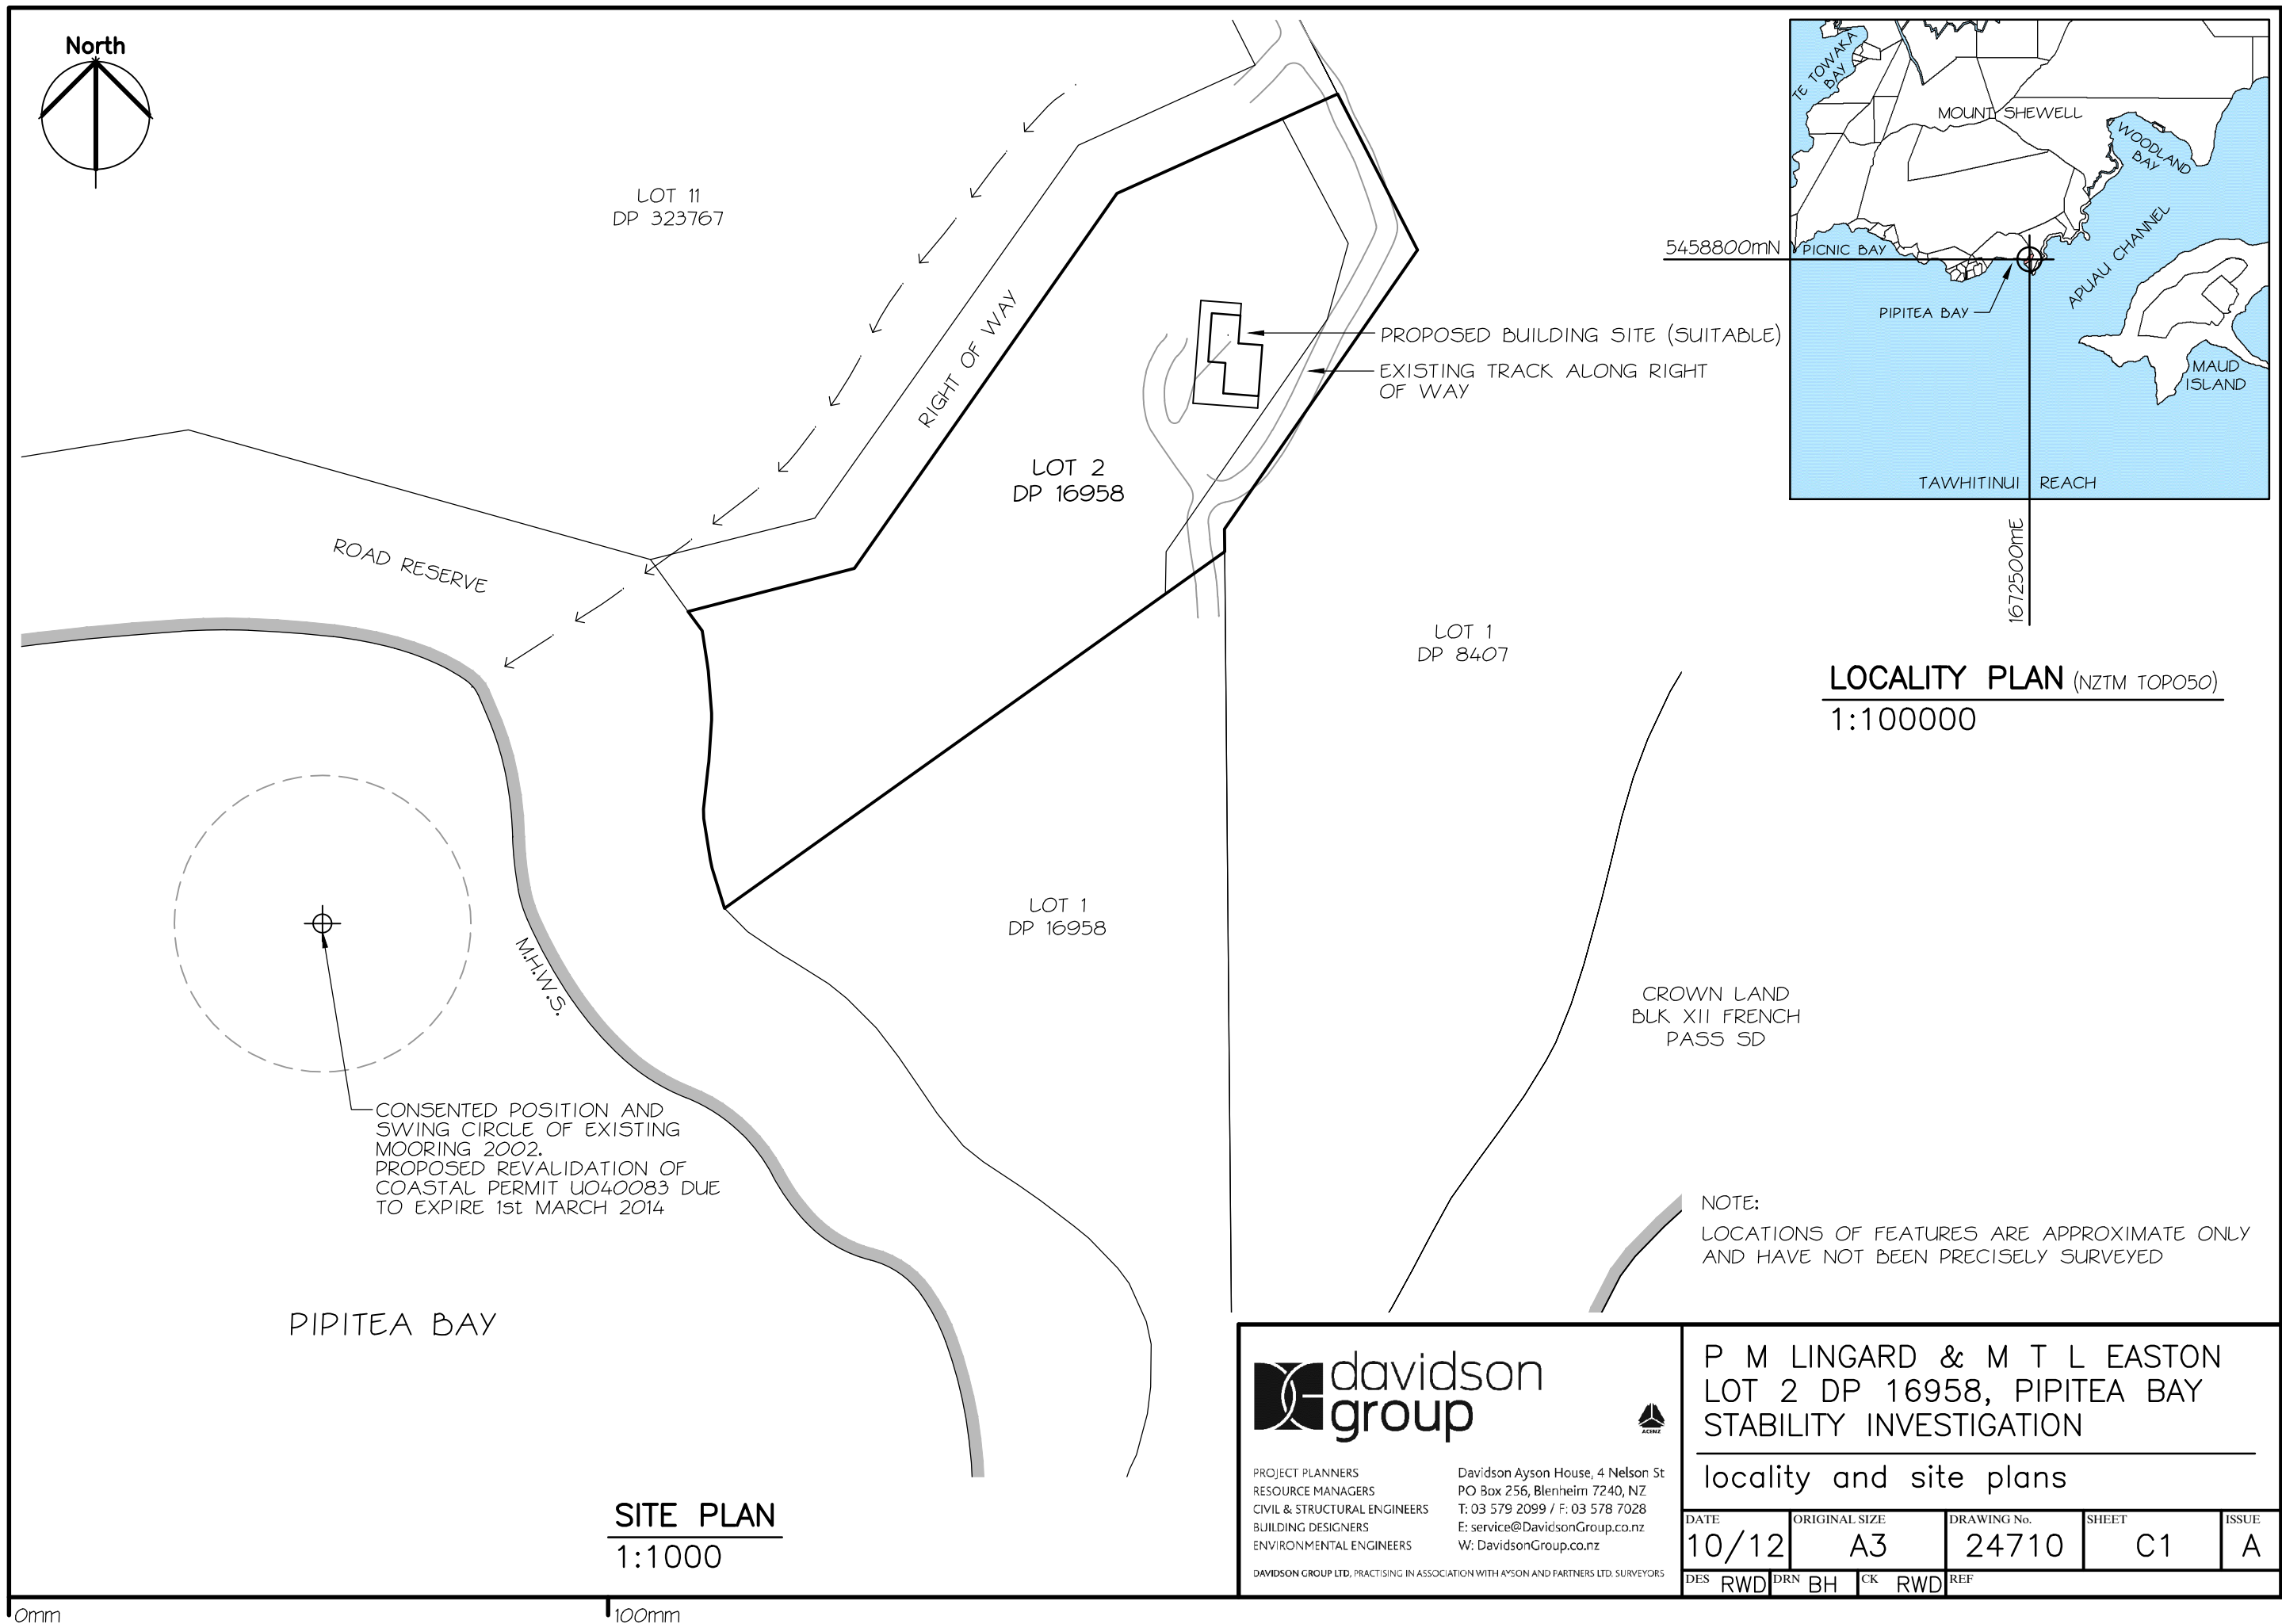 North
LOT 11
DP 323767
RIGHT OF WAY
PROPOSED BUILDING SITE (SUITABLE)
EXISTING TRACK ALONG RIGHT
OF WAY
LOT 2
DP 16958
ROAD RESERVE
LOT 1
DP 8407
LOT 1
DP 16958
M.H.W.S.
CROWN LAND
BLK XII FRENCH
PASS SD
CONSENTED POSITION AND
SWING CIRCLE OF EXISTING
MOORING 2002.
PROPOSED REVALIDATION OF
COASTAL PERMIT U040083 DUE
TO EXPIRE 1st MARCH 2014
PIPITEA BAY
SITE PLAN
1:1000
TE TOWAKA
BAY
MOUNT SHEWELL
WOODLAND
BAY
5458800mN
PICNIC BAY
APUAU CHANNEL
PIPITEA BAY
MAUD
ISLAND
TAWHITINUI REACH
1672500mE
LOCALITY PLAN (NZTM TOPO50)
1:100000
NOTE:
LOCATIONS OF FEATURES ARE APPROXIMATE ONLY
AND HAVE NOT BEEN PRECISELY SURVEYED
davidson
group
ACENZ
PROJECT PLANNERS
RESOURCE MANAGERS
CIVIL & STRUCTURAL ENGINEERS
BUILDING DESIGNERS
ENVIRONMENTAL ENGINEERS
Davidson Ayson House, 4 Nelson St
PO Box 256, Blenheim 7240, NZ
T: 03 579 2099 / F: 03 578 7028
E: service@DavidsonGroup.co.nz
W: DavidsonGroup.co.nz
DAVIDSON GROUP LTD, PRACTISING IN ASSOCIATION WITH AYSON AND PARTNERS LTD, SURVEYORS
P M LINGARD & M T L EASTON
LOT 2 DP 16958, PIPITEA BAY
STABILITY INVESTIGATION
locality and site plans
DATE
10/12
ORIGINAL SIZE
A3
DRAWING No.
24710
SHEET
C1
ISSUE
A
DES RWD
DRN BH
CK RWD
REF
0mm
100mm